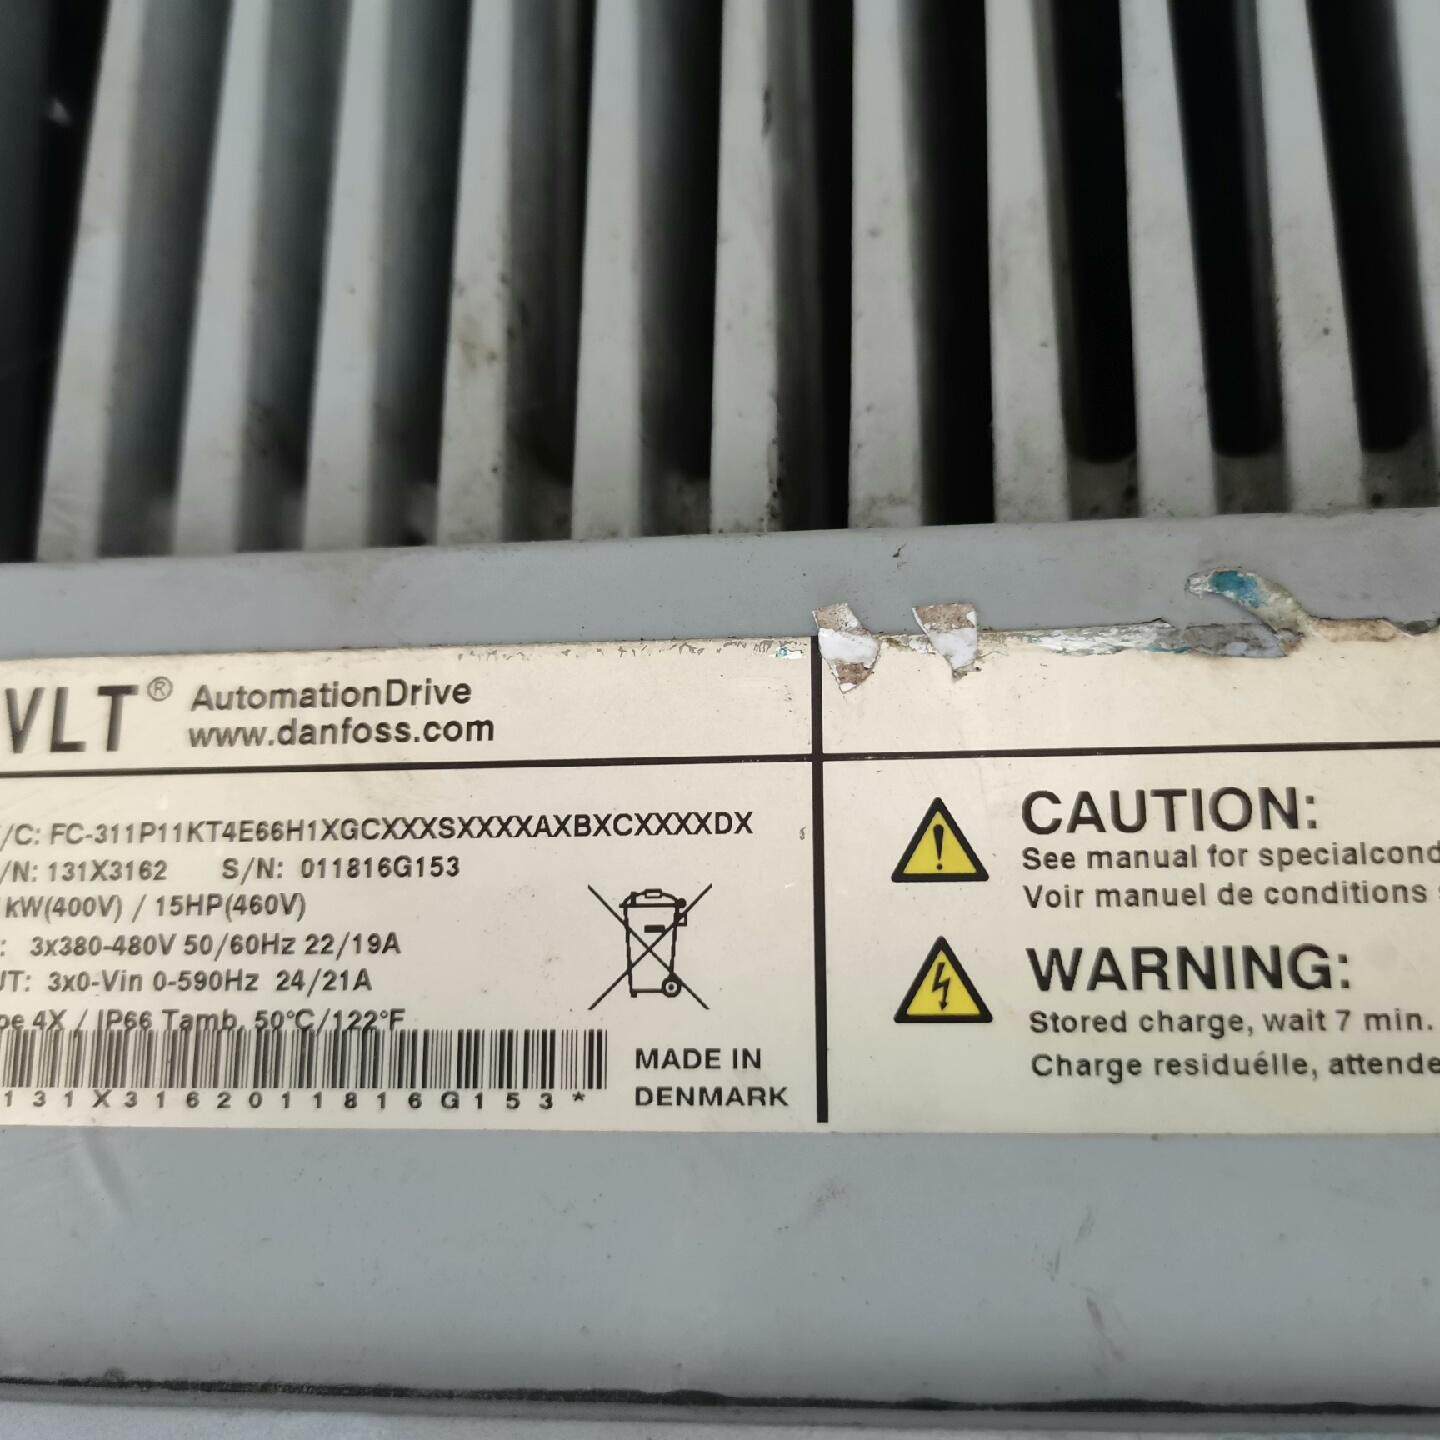 VLT® AutomationDrive
www.danfoss.com
/C: FC-311P11KT4E66H1XGCXXXSXXXXAXBXCXXXXDX
/N: 131X3162 S/N: 011816G153
kW(400V) / 15HP(460V)
: 3x380-480V 50/60Hz 22/19A
UT: 3x0-Vin 0-590Hz 24/21A
pe 4X / IP66 Tamb. 50°C/122°F
131X3162011816G153*
MADE IN
DENMARK
CAUTION:
See manual for specialcond
Voir manuel de conditions
WARNING:
Stored charge, wait 7 min.
Charge residuélle, attende